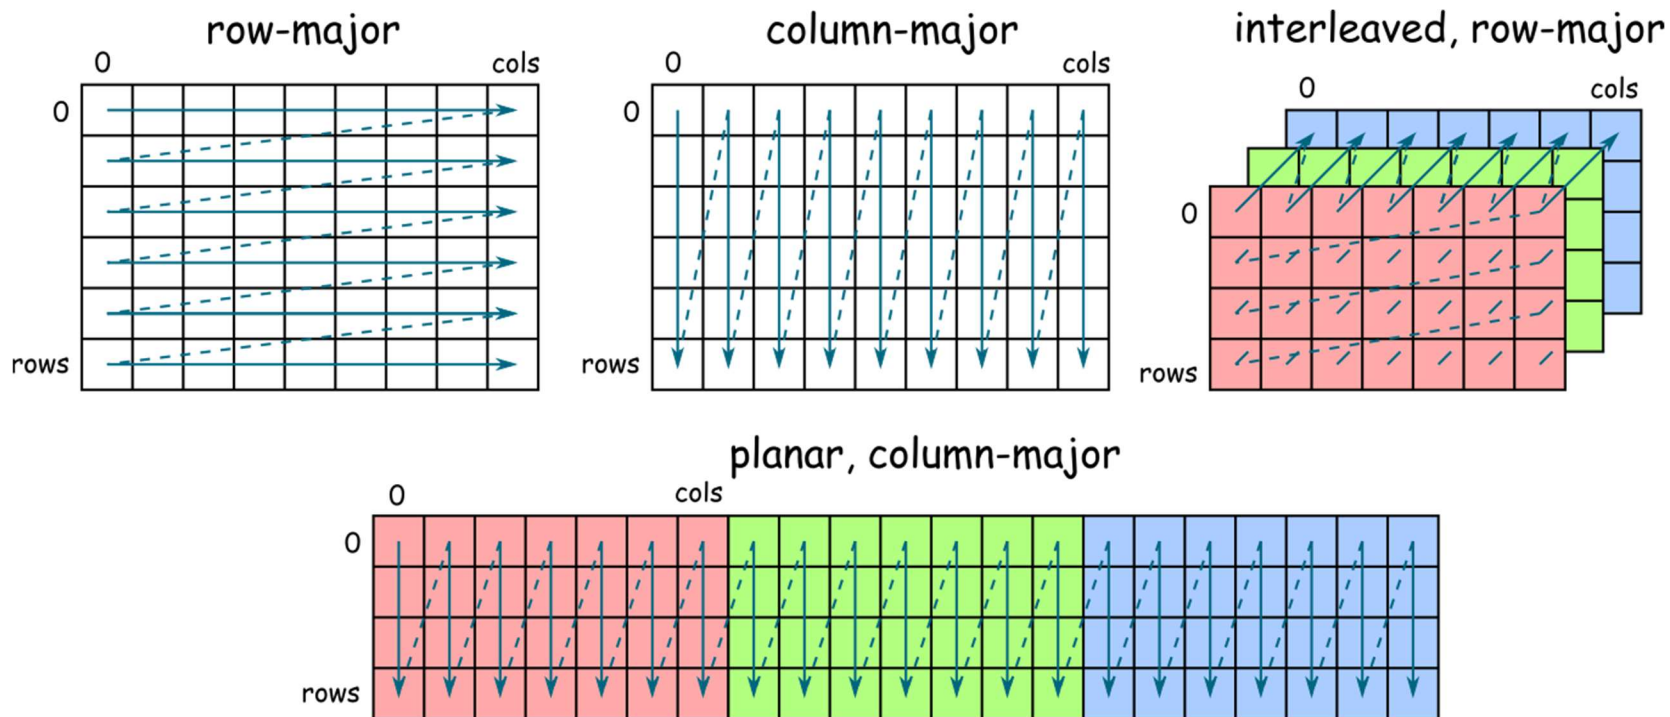 row-major
0 cols
0
rows
column-major
0 cols
0
rows
interleaved, row-major
0 cols
0
rows
planar, column-major
0 cols
0
rows